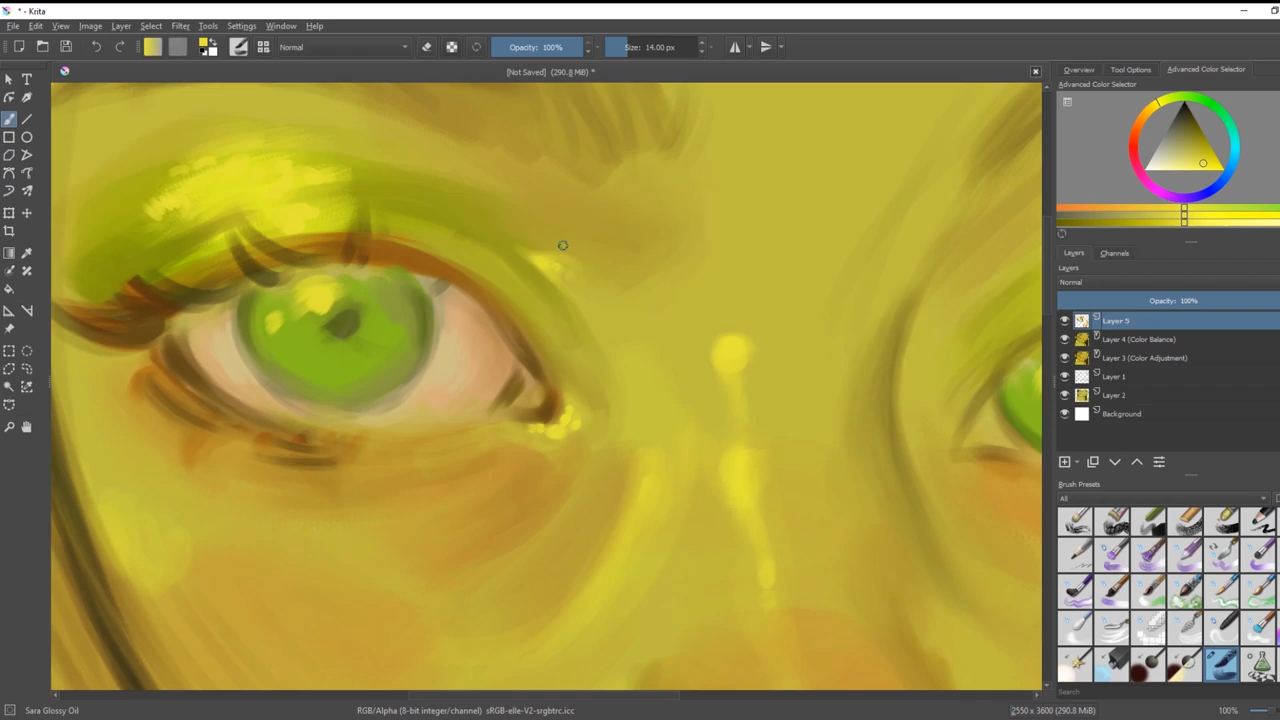 * - Krita
File Edit View Image Layer Select Filter Tools Settings Window Help
Normal Opacity: 100% Size: 14.00 px
[Not Saved] (290.8 MiB) *
Overview Tool Options Advanced Color Selector
Advanced Color Selector
Layers Channels
Layers
Normal
Opacity: 100%
Layer 5
Layer 4 (Color Balance)
Layer 3 (Color Adjustment)
Layer 1
Layer 2
Background
Brush Presets
All
Search
Sara Glossy Oil RGB/Alpha (8-bit integer/channel) sRGB-elle-V2-srgbtrc.icc 2550 x 3600 (290.8 MiB) 100%